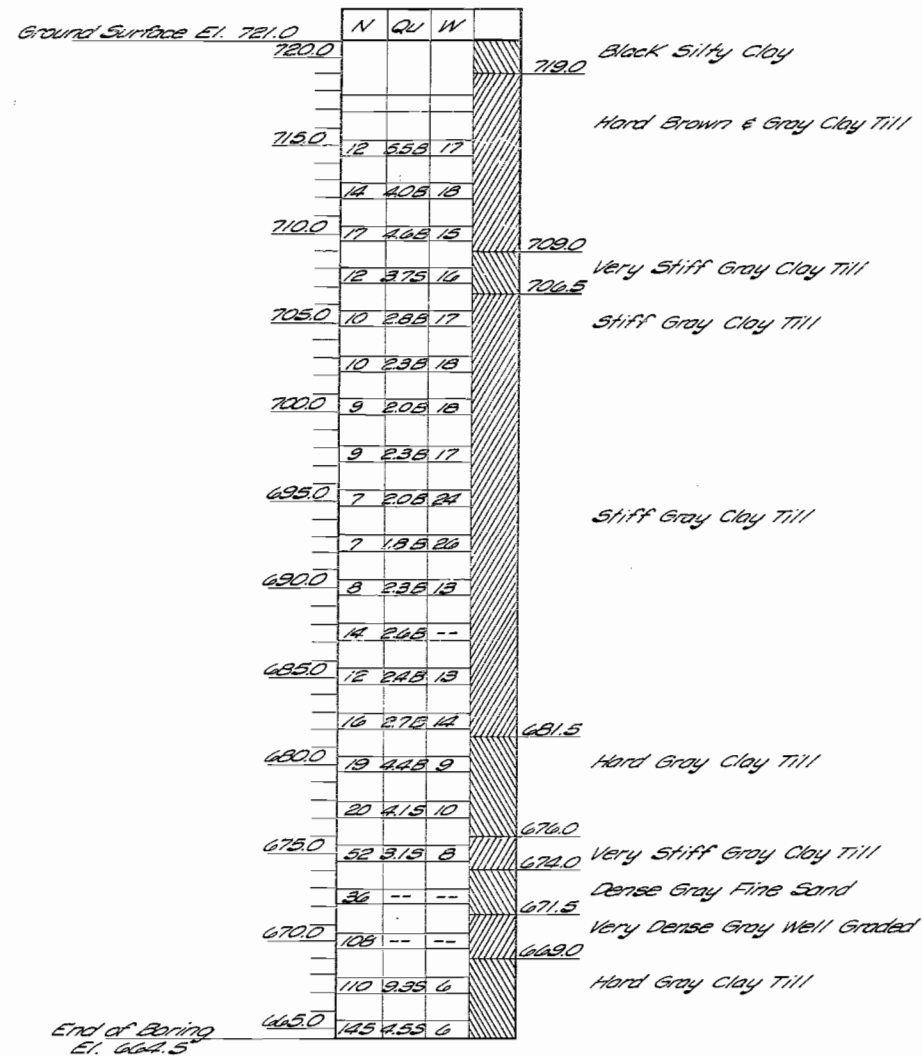 N Qu W
Ground Surface El. 721.0
720.0 Black Silty Clay
719.0
Hard Brown & Gray Clay Till
715.0
12 5.5B 17
14 4.0B 18
710.0 17 4.6B 15
709.0
Very Stiff Gray Clay Till
12 3.75 16
706.5
705.0 10 2.8B 17 Stiff Gray Clay Till
10 2.3B 18
700.0 9 2.0B 18
9 2.3B 17
695.0 7 2.0B 24
Stiff Gray Clay Till
7 1.8B 26
690.0 8 2.3B 13
14 2.6B --
685.0 12 2.4B 13
16 2.7B 14
681.5
680.0 19 4.4B 9 Hard Gray Clay Till
20 4.1S 10
676.0
675.0 52 3.1S 8 Very Stiff Gray Clay Till
674.0
36 -- -- Dense Gray Fine Sand
671.5
Very Dense Gray Well Graded
670.0 108 -- --
669.0
110 9.3S 6 Hard Gray Clay Till
665.0 145 4.5S 6
End of Boring
El. 664.5